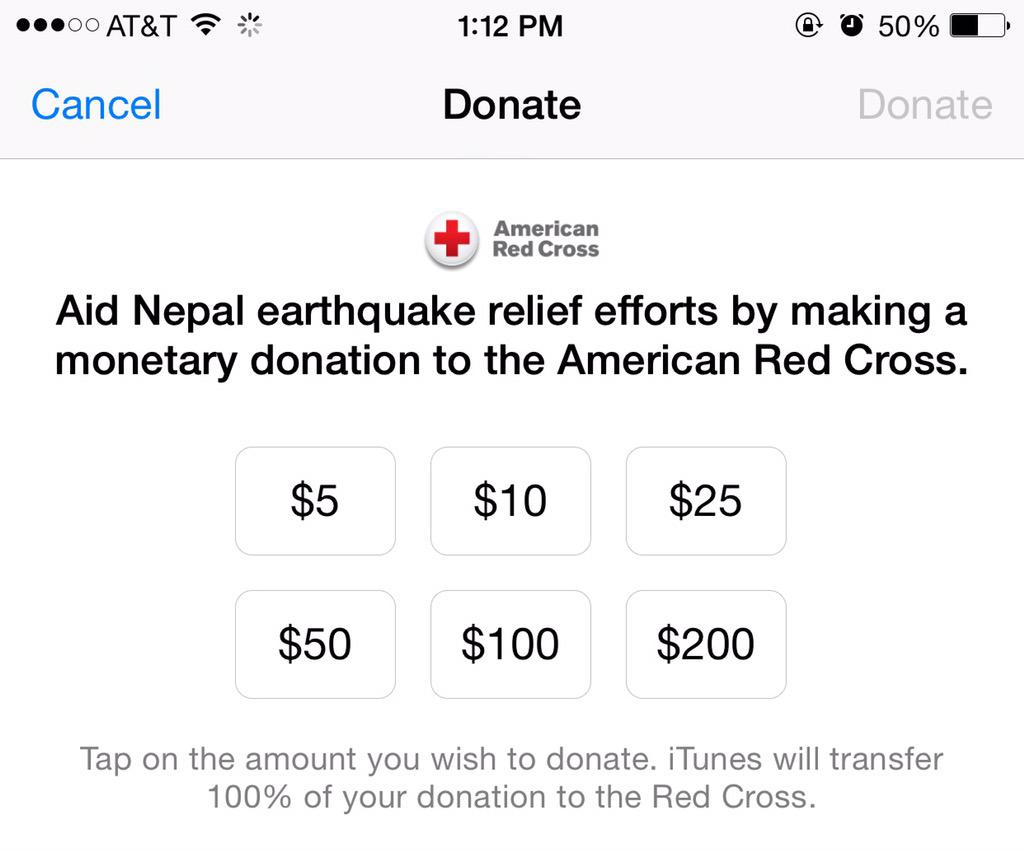 AT&T 1:12 PM 50%
Cancel Donate Donate
American
Red Cross
Aid Nepal earthquake relief efforts by making a
monetary donation to the American Red Cross.
$5 $10 $25
$50 $100 $200
Tap on the amount you wish to donate. iTunes will transfer
100% of your donation to the Red Cross.